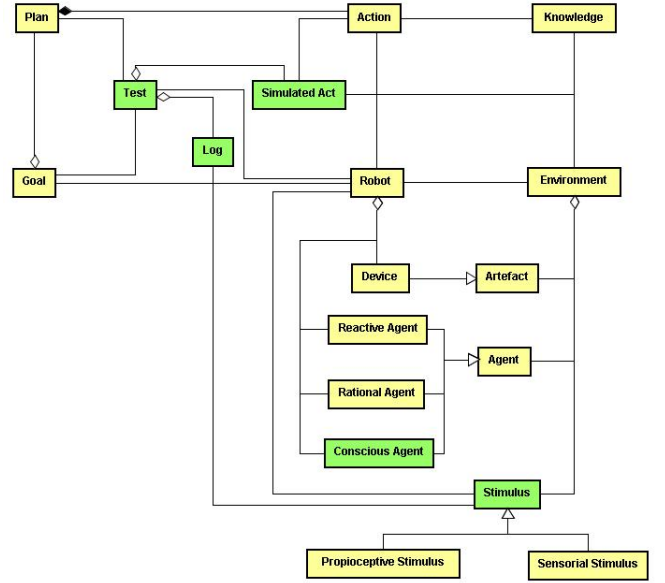 Plan
Action
Knowledge
Test
Simulated Act
Log
Goal
Robot
Environment
Device
Artefact
Reactive Agent
Agent
Rational Agent
Conscious Agent
Stimulus
Propioceptive Stimulus
Sensorial Stimulus